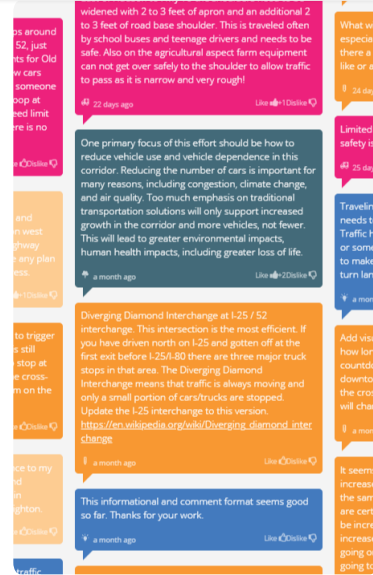 ps around
52, just
nts for Old
w cars
someone
oop at
eed limit
ere is no
Dislike
and
n west
ghway
any plan
ess.
+1Dislike
to trigger
s still
stop at
e cross-
m on the
Dislike
ce to my
nd
in
ghton.
Dislike
traffic
widened with 2 to 3 feet of apron and an additional 2
to 3 feet of road base shoulder. This is traveled often
by school buses and teenage drivers and needs to be
safe. Also on the agricultural aspect farm equipment
can not get over safely to the shoulder to allow traffic
to pass as it is narrow and very rough!
22 days ago Like +1Dislike
One primary focus of this effort should be how to
reduce vehicle use and vehicle dependence in this
corridor. Reducing the number of cars is important for
many reasons, including congestion, climate change,
and air quality. Too much emphasis on traditional
transportation solutions will only support increased
growth in the corridor and more vehicles, not fewer.
This will lead to greater environmental impacts,
human health impacts, including greater loss of life.
a month ago Like +2Dislike
Diverging Diamond Interchange at I-25 / 52
interchange. This intersection is the most efficient. If
you have driven north on I-25 and gotten off at the
first exit before I-25/I-80 there are three major truck
stops in that area. The Diverging Diamond
Interchange means that traffic is always moving and
only a small portion of cars/trucks are stopped.
Update the I-25 interchange to this version.
https://en.wikipedia.org/wiki/Diverging_diamond_inter
change
a month ago Like Dislike
This informational and comment format seems good
so far. Thanks for your work.
a month ago Like Dislike
What w
especia
there a
like or a
24 day
Limited
safety is
25 day
Travelin
needs t
Traffic h
or some
to make
turn lan
a mon
Add visu
how lon
countdo
downto
the cros
will cha
a mon
It seem
increas
the sam
are cert
be incre
increas
going o
going to